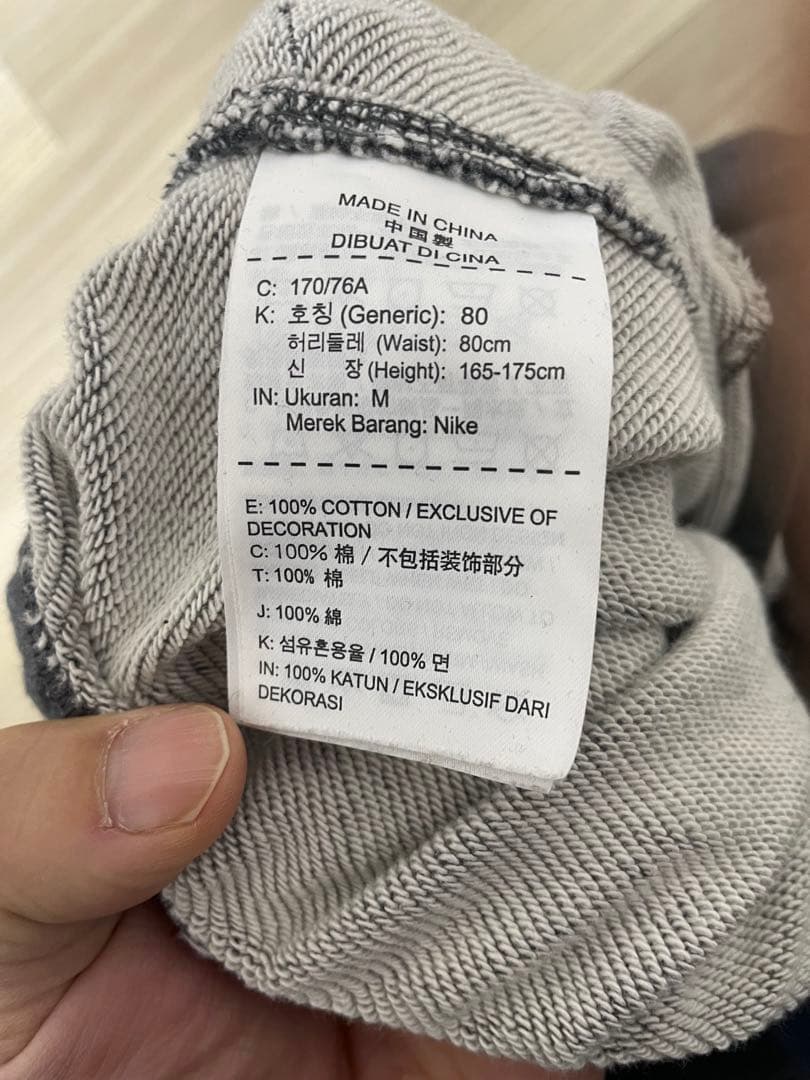 MADE IN CHINA
中国製
DIBUAT DI CINA
C: 170/76A
K: 호칭 (Generic): 80
허리둘레 (Waist): 80cm
신 장 (Height): 165-175cm
IN: Ukuran: M
Merek Barang: Nike
E: 100% COTTON / EXCLUSIVE OF
DECORATION
C: 100% 棉 / 不包括装饰部分
T: 100% 棉
J: 100% 綿
K: 섬유혼용율 / 100% 면
IN: 100% KATUN / EKSKLUSIF DARI
DEKORASI